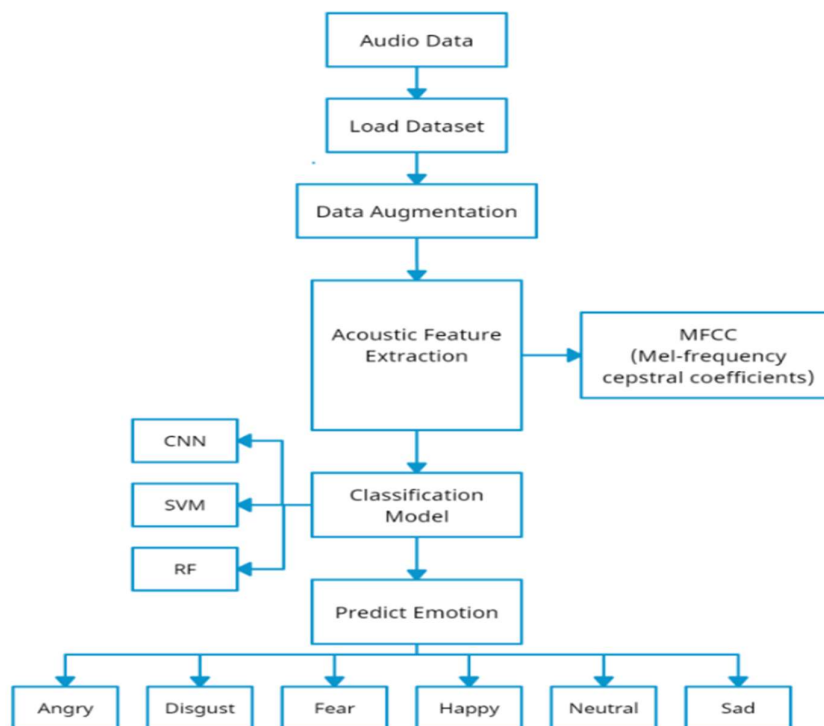 Audio Data
Load Dataset
Data Augmentation
Acoustic Feature
Extraction
MFCC
(Mel-frequency
cepstral coefficients)
CNN
SVM
RF
Classification
Model
Predict Emotion
Angry
Disgust
Fear
Happy
Neutral
Sad